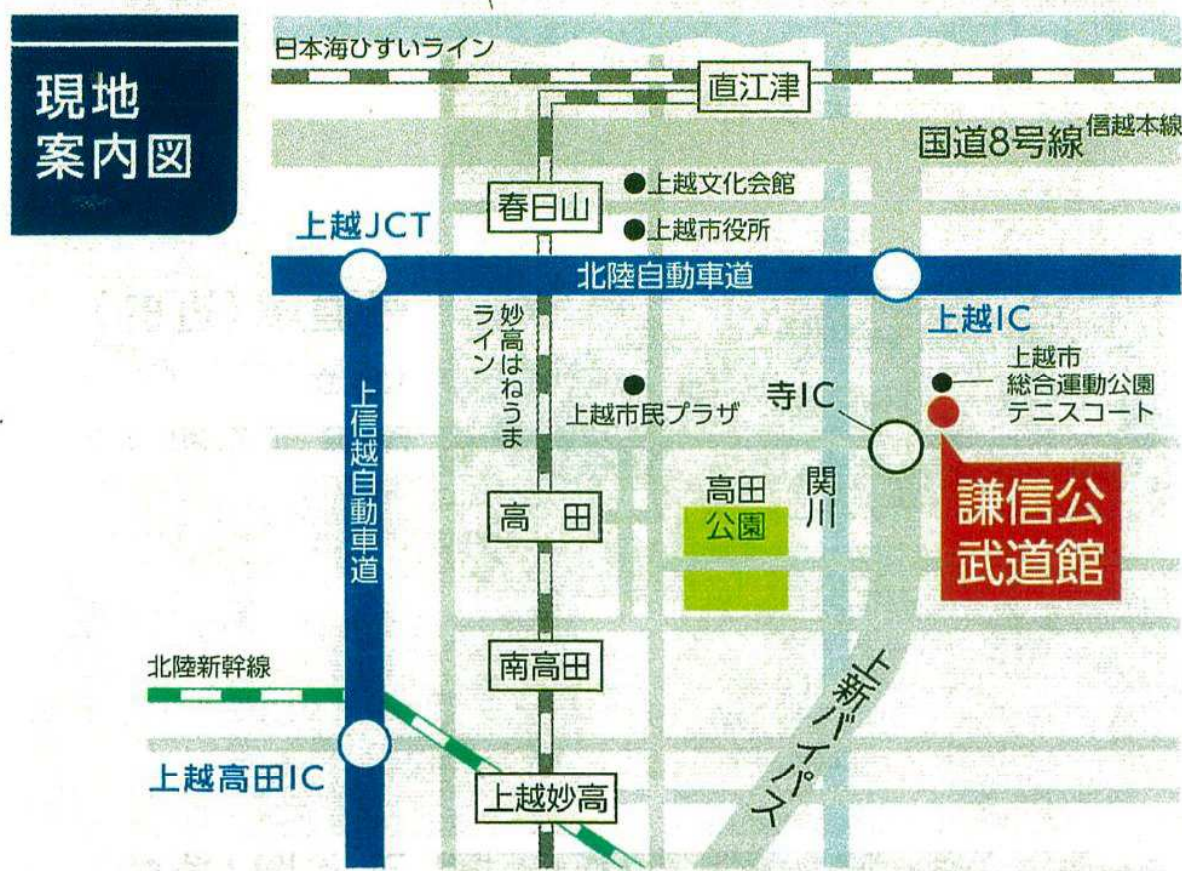 現地
案内図
日本海ひすいライン
直江津
国道8号線
信越本線
春日山
上越文化会館
上越市役所
上越JCT
北陸自動車道
上越IC
妙高はねうま
ライン
上越市民プラザ
寺IC
上越市
総合運動公園
テニスコート
上信越自動車道
高田
高田
公園
関川
謙信公
武道館
北陸新幹線
南高田
上新バイパス
上越高田IC
上越妙高